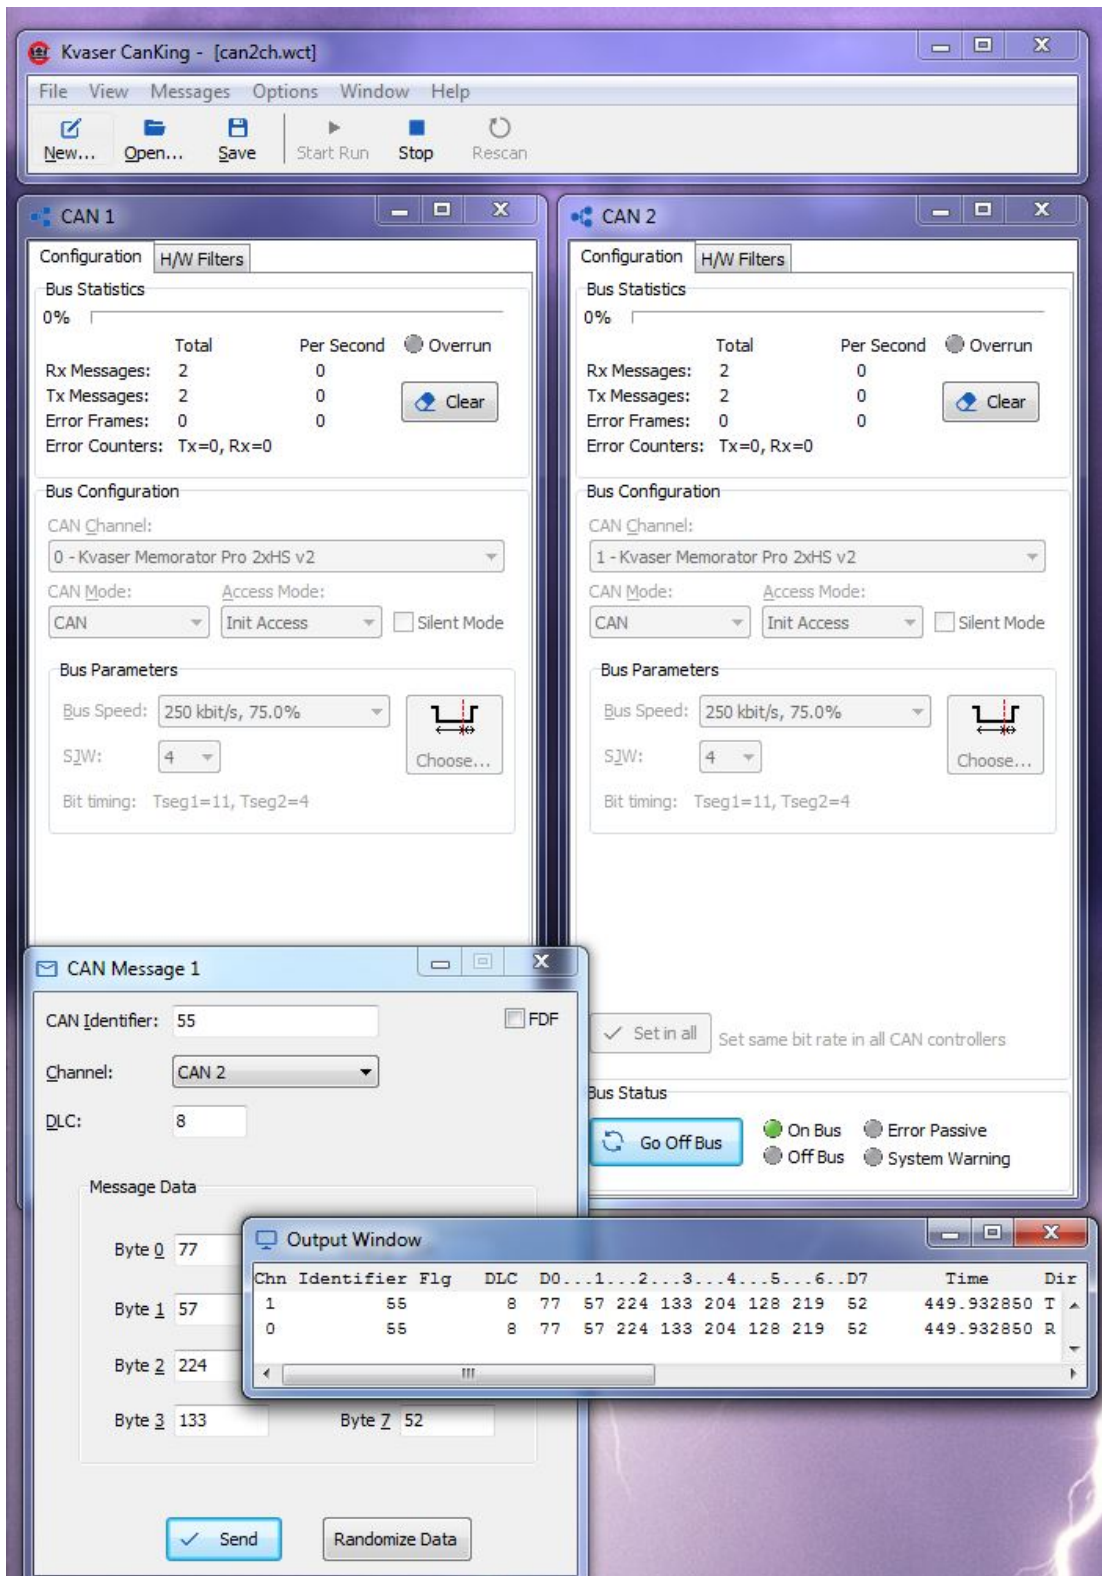 Kvaser CanKing - [can2ch.wct]
File View Messages Options Window Help
New... Open... Save Start Run Stop Rescan
CAN 1
Configuration H/W Filters
Bus Statistics
0%
Total Per Second Overrun
Rx Messages: 2 0
Tx Messages: 2 0
Clear
Error Frames: 0 0
Error Counters: Tx=0, Rx=0
Bus Configuration
CAN Channel:
0 - Kvaser Memorator Pro 2xHS v2
CAN Mode: Access Mode:
CAN Init Access Silent Mode
Bus Parameters
Bus Speed: 250 kbit/s, 75.0%
SJW: 4
Choose...
Bit timing: Tseg1=11, Tseg2=4
CAN 2
Configuration H/W Filters
Bus Statistics
0%
Total Per Second Overrun
Rx Messages: 2 0
Tx Messages: 2 0
Clear
Error Frames: 0 0
Error Counters: Tx=0, Rx=0
Bus Configuration
CAN Channel:
1 - Kvaser Memorator Pro 2xHS v2
CAN Mode: Access Mode:
CAN Init Access Silent Mode
Bus Parameters
Bus Speed: 250 kbit/s, 75.0%
SJW: 4
Choose...
Bit timing: Tseg1=11, Tseg2=4
Set in all Set same bit rate in all CAN controllers
Bus Status
Go Off Bus
On Bus Error Passive
Off Bus System Warning
CAN Message 1
CAN Identifier: 55 FDF
Channel: CAN 2
DLC: 8
Message Data
Byte 0 77
Byte 1 57
Byte 2 224
Byte 3 133 Byte 7 52
Send Randomize Data
Output Window
Chn Identifier Flg DLC D0...1...2...3...4...5...6..D7 Time Dir
1 55 8 77 57 224 133 204 128 219 52 449.932850 T
0 55 8 77 57 224 133 204 128 219 52 449.932850 R